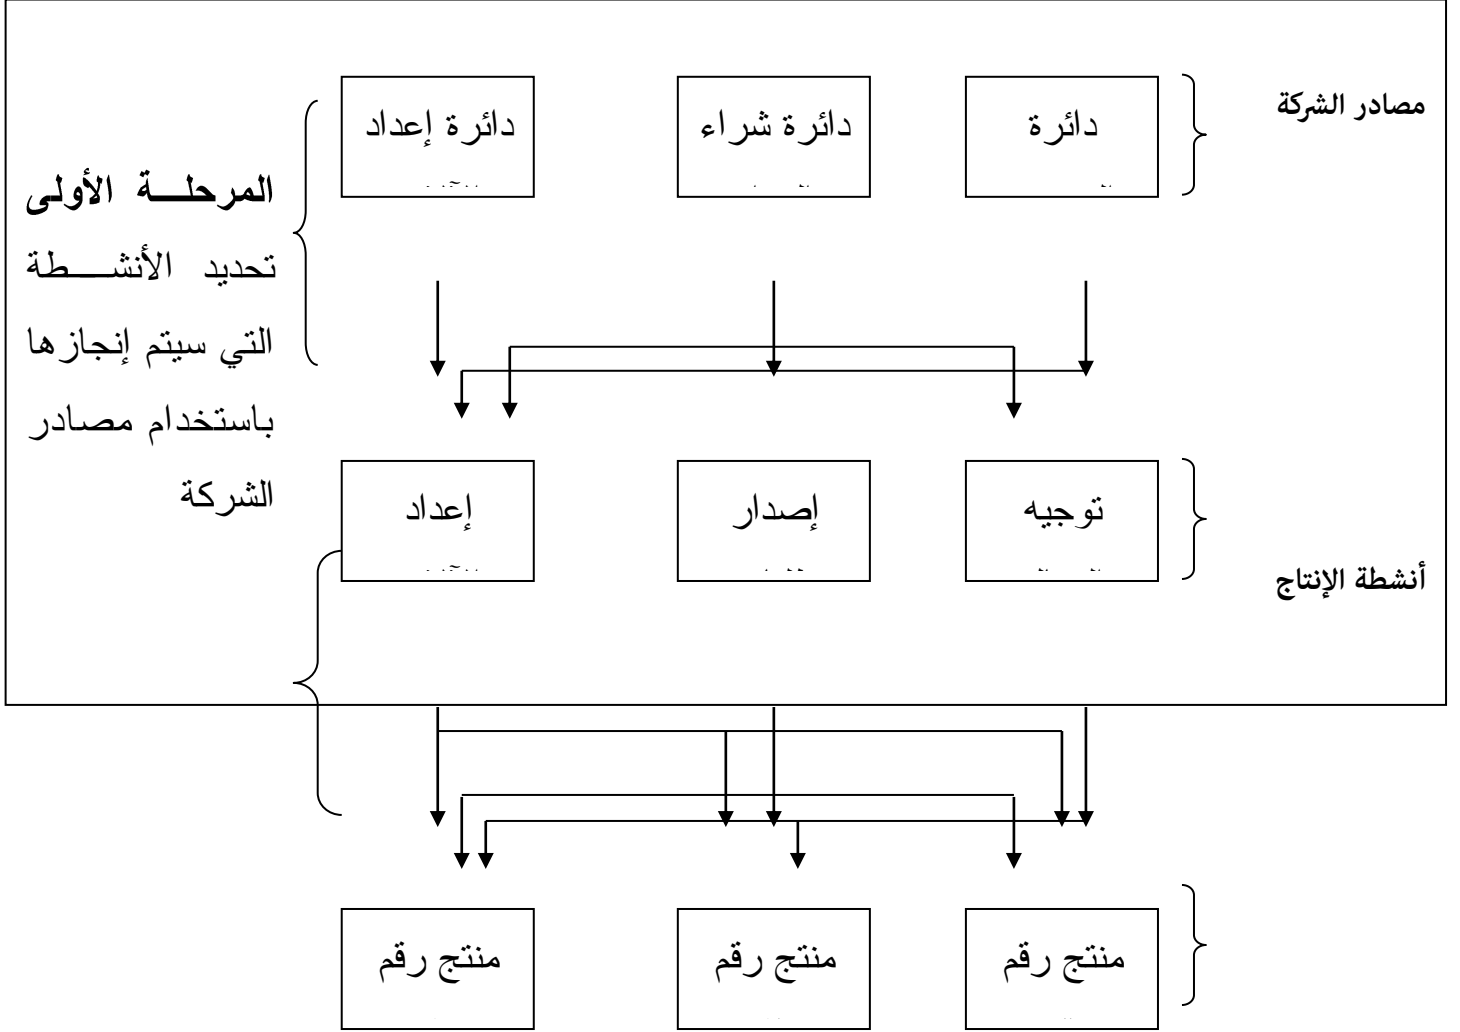 مصادر الشركة
دائرة
دائرة شراء
دائرة إعداد
المرحلة الأولى
تحديد الأنشطة
التي سيتم إنجازها
باستخدام مصادر
الشركة
توجيه
إصدار
إعداد
أنشطة الإنتاج
منتج رقم
منتج رقم
منتج رقم